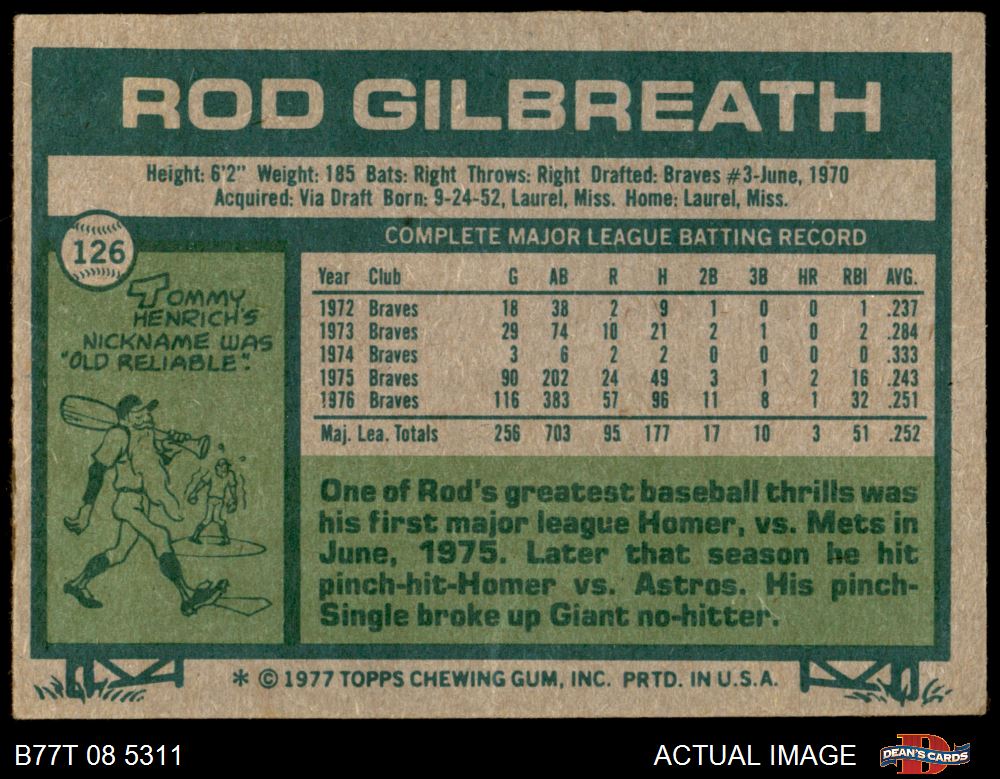 ROD GILBREATH
Height: 6'2" Weight: 185 Bats: Right Throws: Right Drafted: Braves #3-June, 1970
Acquired: Via Draft Born: 9-24-52, Laurel, Miss. Home: Laurel, Miss.
126
TOMMY
HENRICH'S
NICKNAME WAS
"OLD RELIABLE."
COMPLETE MAJOR LEAGUE BATTING RECORD
Year Club G AB R H 2B 3B HR RBI AVG.
1972 Braves 18 38 2 9 1 0 0 1 .237
1973 Braves 29 74 10 21 2 1 0 2 .284
1974 Braves 3 6 2 2 0 0 0 0 .333
1975 Braves 90 202 24 49 3 1 2 16 .243
1976 Braves 116 383 57 96 11 8 1 32 .251
Maj. Lea. Totals 256 703 95 177 17 10 3 51 .252
One of Rod's greatest baseball thrills was
his first major league Homer, vs. Mets in
June, 1975. Later that season he hit
pinch-hit-Homer vs. Astros. His pinch-
Single broke up Giant no-hitter.
* © 1977 TOPPS CHEWING GUM, INC. PRTD. IN U.S.A.
B77T 08 5311
ACTUAL IMAGE
DEAN'S CARDS